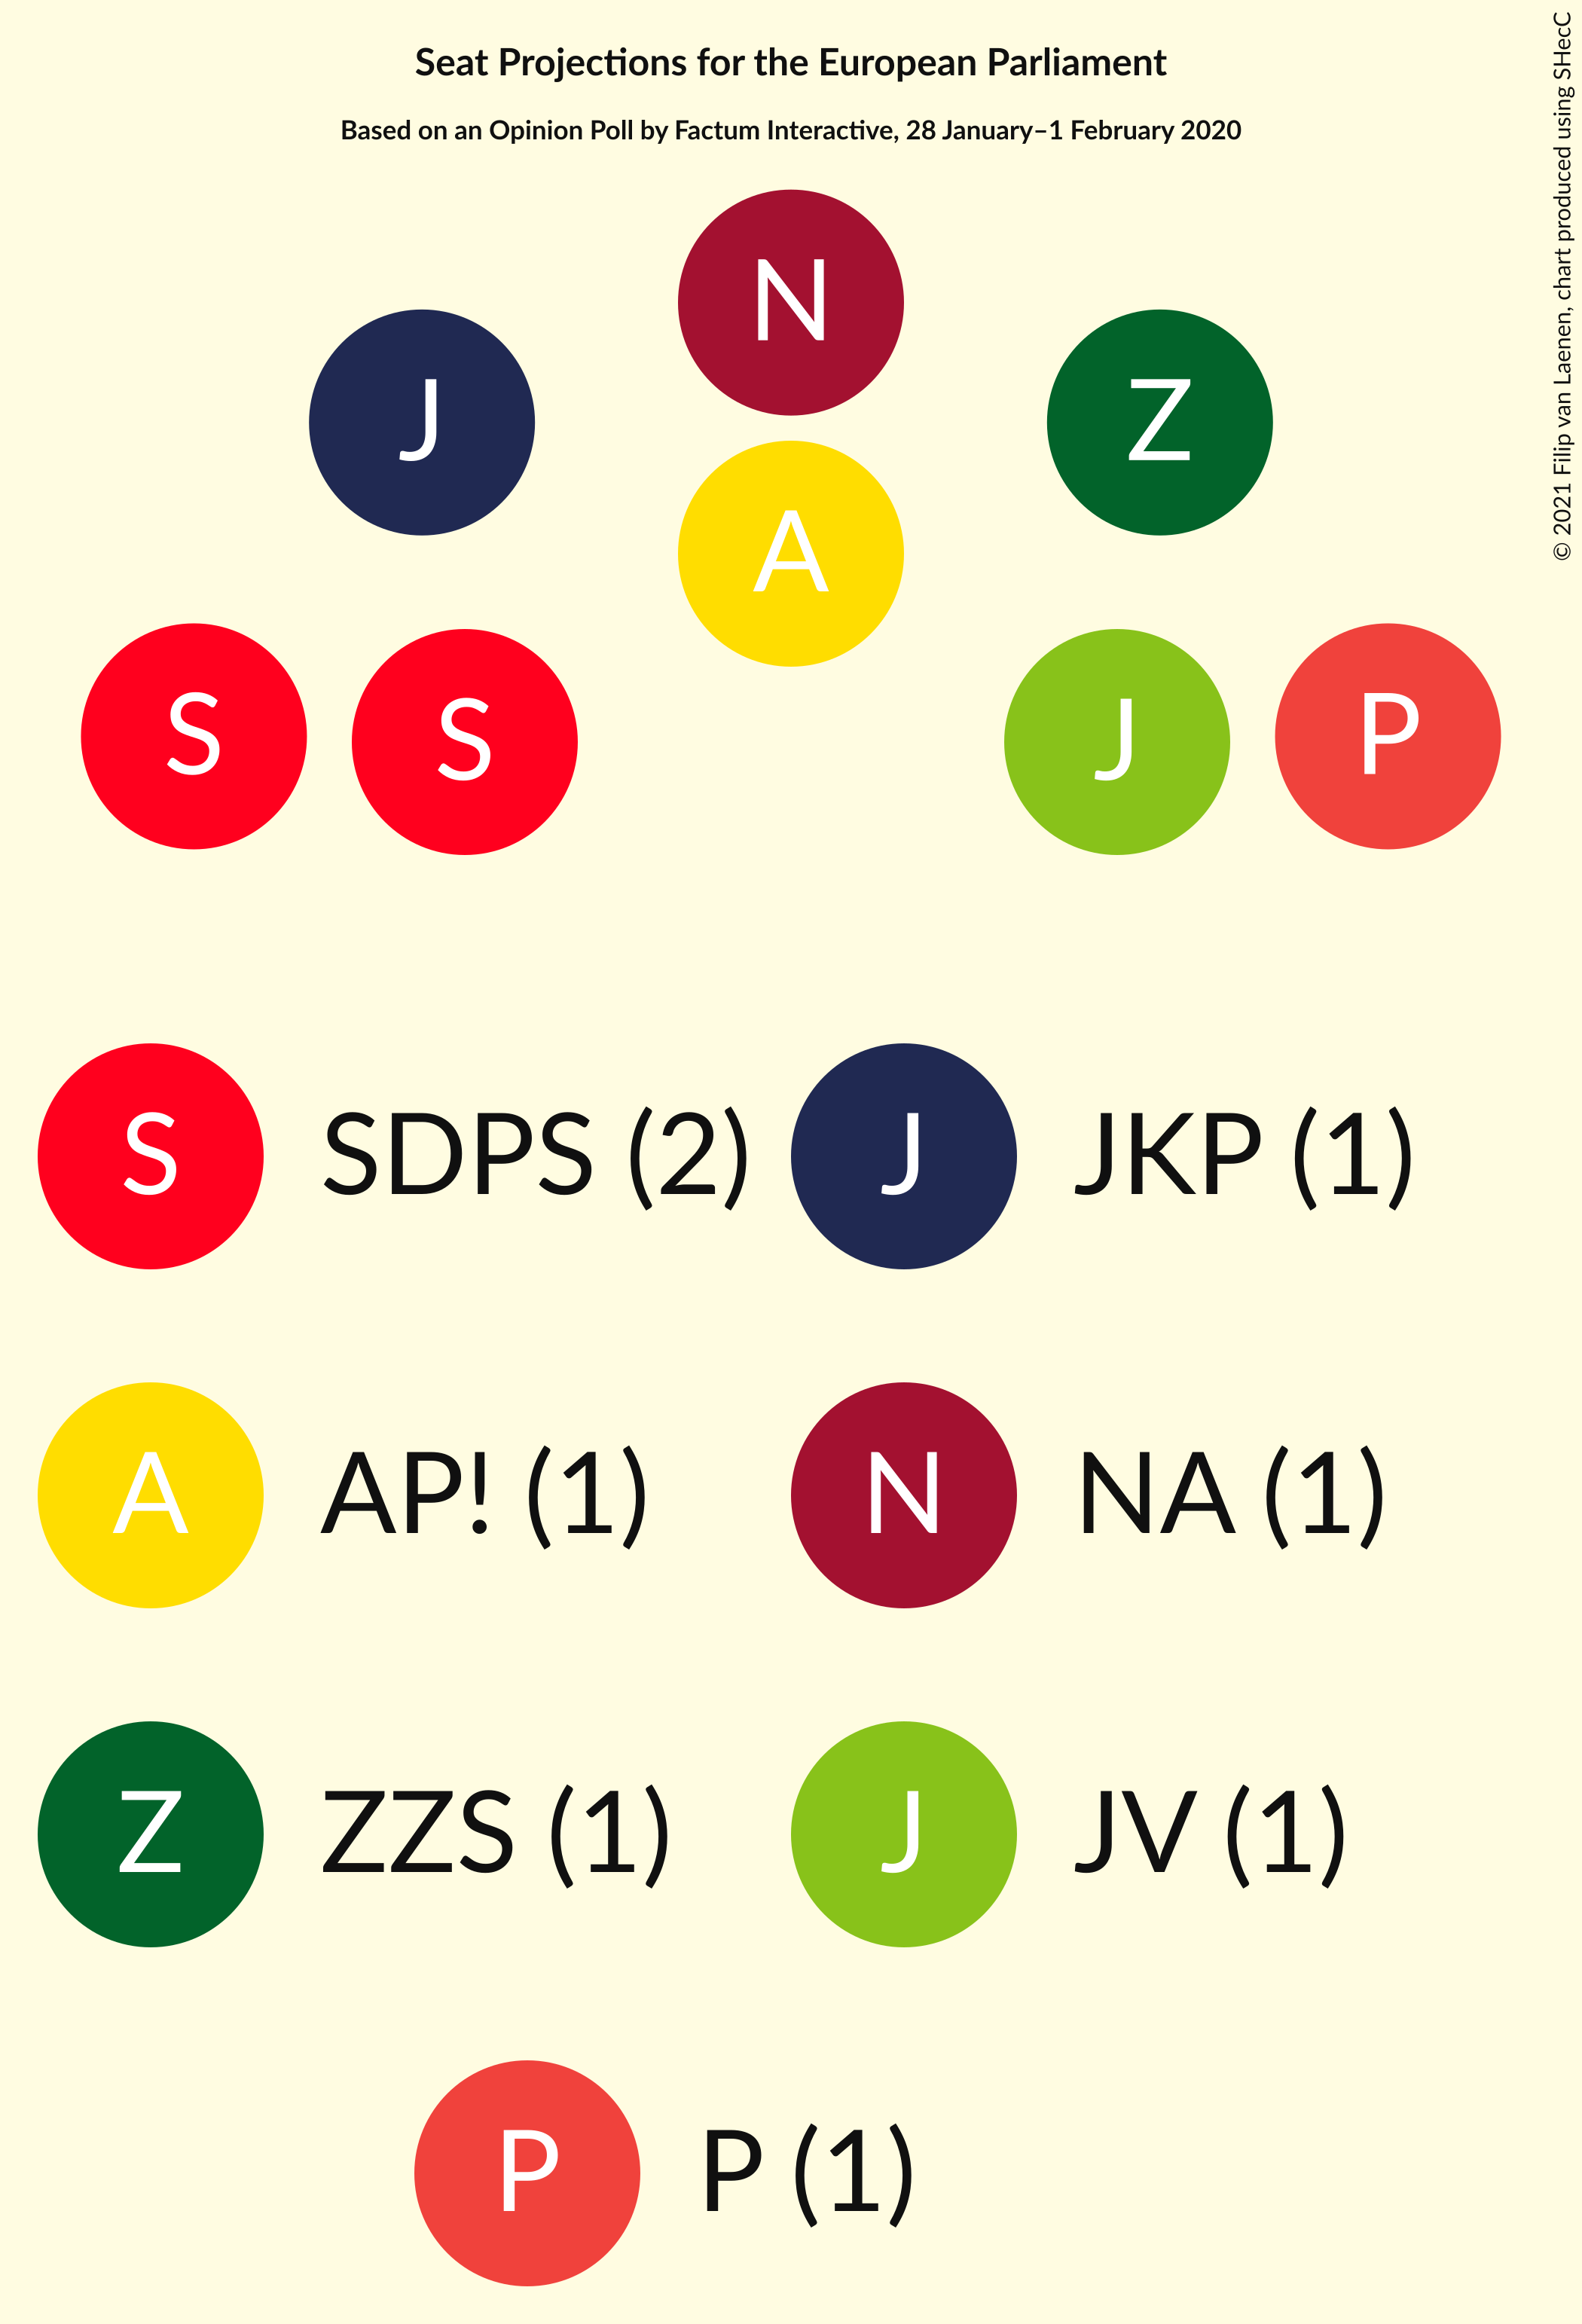 Seat Projections for the European Parliament
Based on an Opinion Poll by Factum Interactive, 28 January–1 February 2020
© 2021 Filip van Laenen, chart produced using SHecC
N
J
Z
A
S
S
J
P
S SDPS (2)
J JKP (1)
A AP! (1)
N NA (1)
Z ZZS (1)
J JV (1)
P P (1)